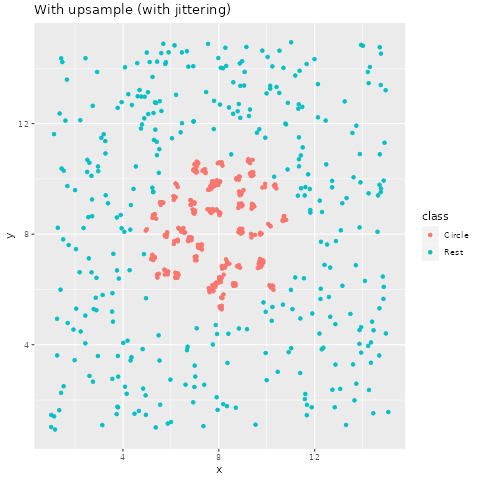 With upsample (with jittering)
12
8
4
y
4
8
12
x
class
Circle
Rest